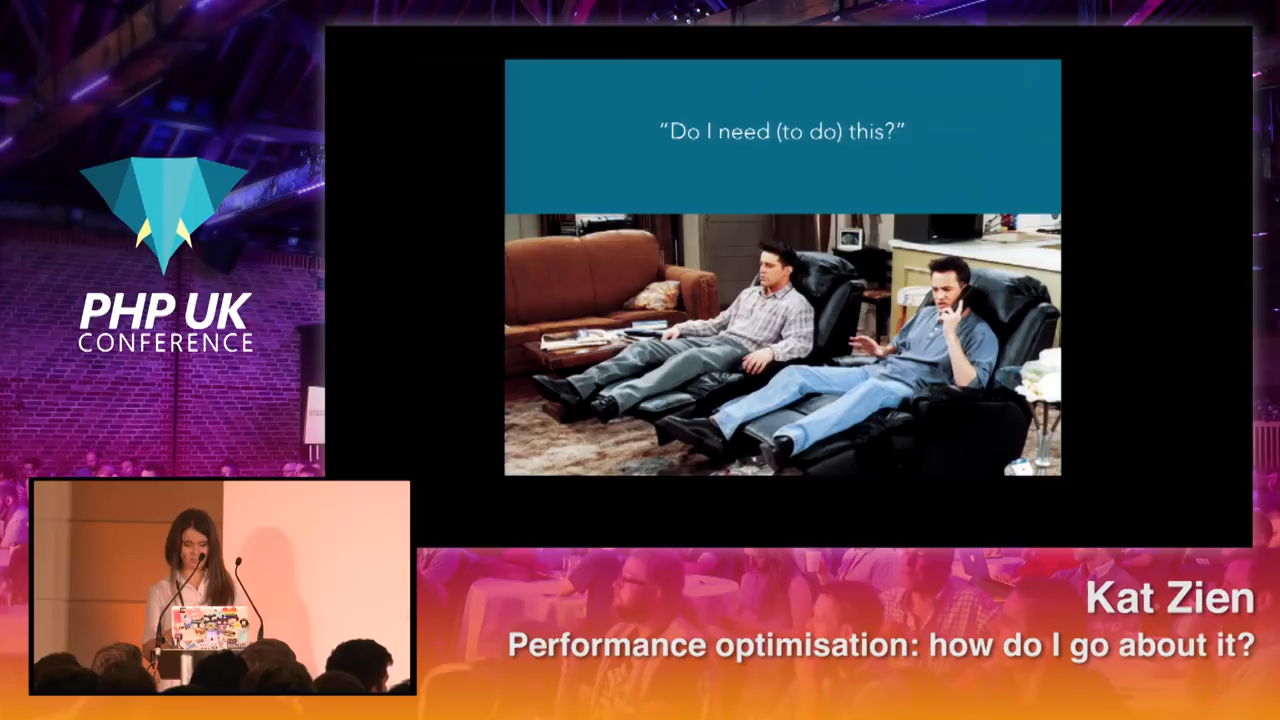 "Do I need (to do) this?"
PHP UK
CONFERENCE
Kat Zien
Performance optimisation: how do I go about it?